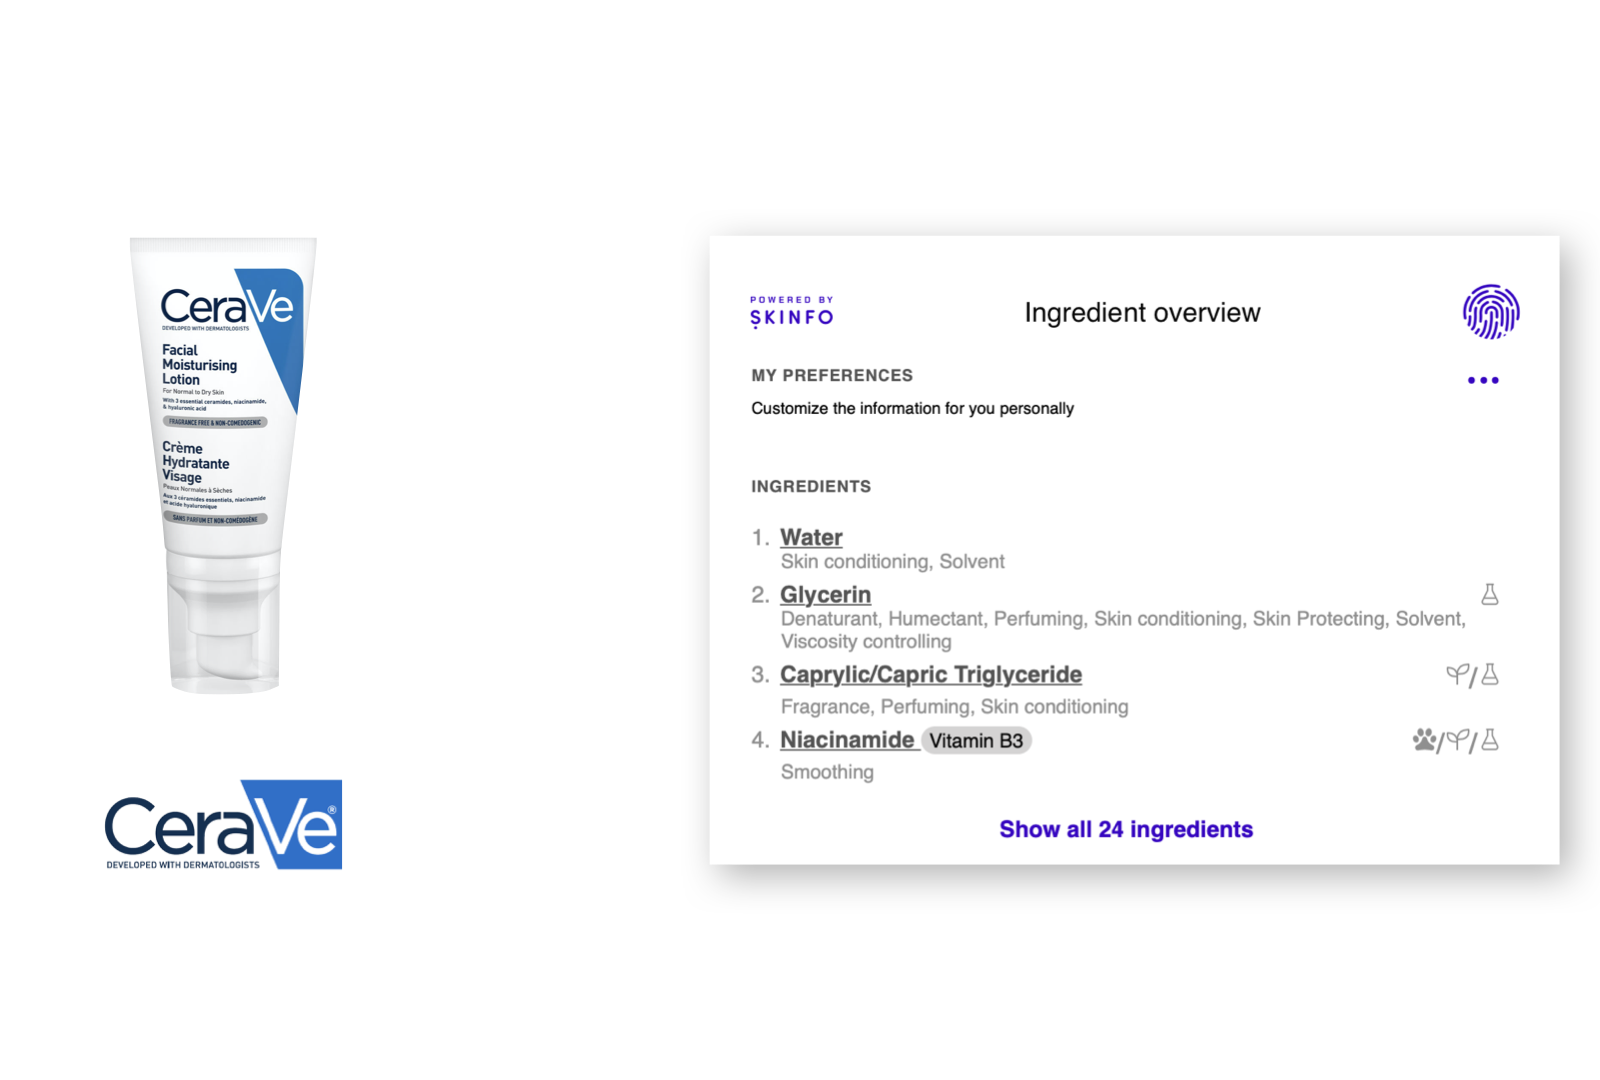 CeraVe
DEVELOPED WITH DERMATOLOGISTS
Facial
Moisturising
Lotion
For Normal to Dry Skin
With 3 essential ceramides, niacinamide,
& hyaluronic acid
FRAGRANCE FREE & NON-COMEDOGENIC
Crème
Hydratante
Visage
Peaux Normales à Sèches
Aux 3 céramides essentiels, niacinamide
et acide hyaluronique
SANS PARFUM ET NON-COMÉDOGÈNE
CeraVe®
DEVELOPED WITH DERMATOLOGISTS
POWERED BY
SKINFO
Ingredient overview
MY PREFERENCES
Customize the information for you personally
INGREDIENTS
1. Water
Skin conditioning, Solvent
2. Glycerin
Denaturant, Humectant, Perfuming, Skin conditioning, Skin Protecting, Solvent,
Viscosity controlling
3. Caprylic/Capric Triglyceride
Fragrance, Perfuming, Skin conditioning
4. Niacinamide Vitamin B3
Smoothing
Show all 24 ingredients